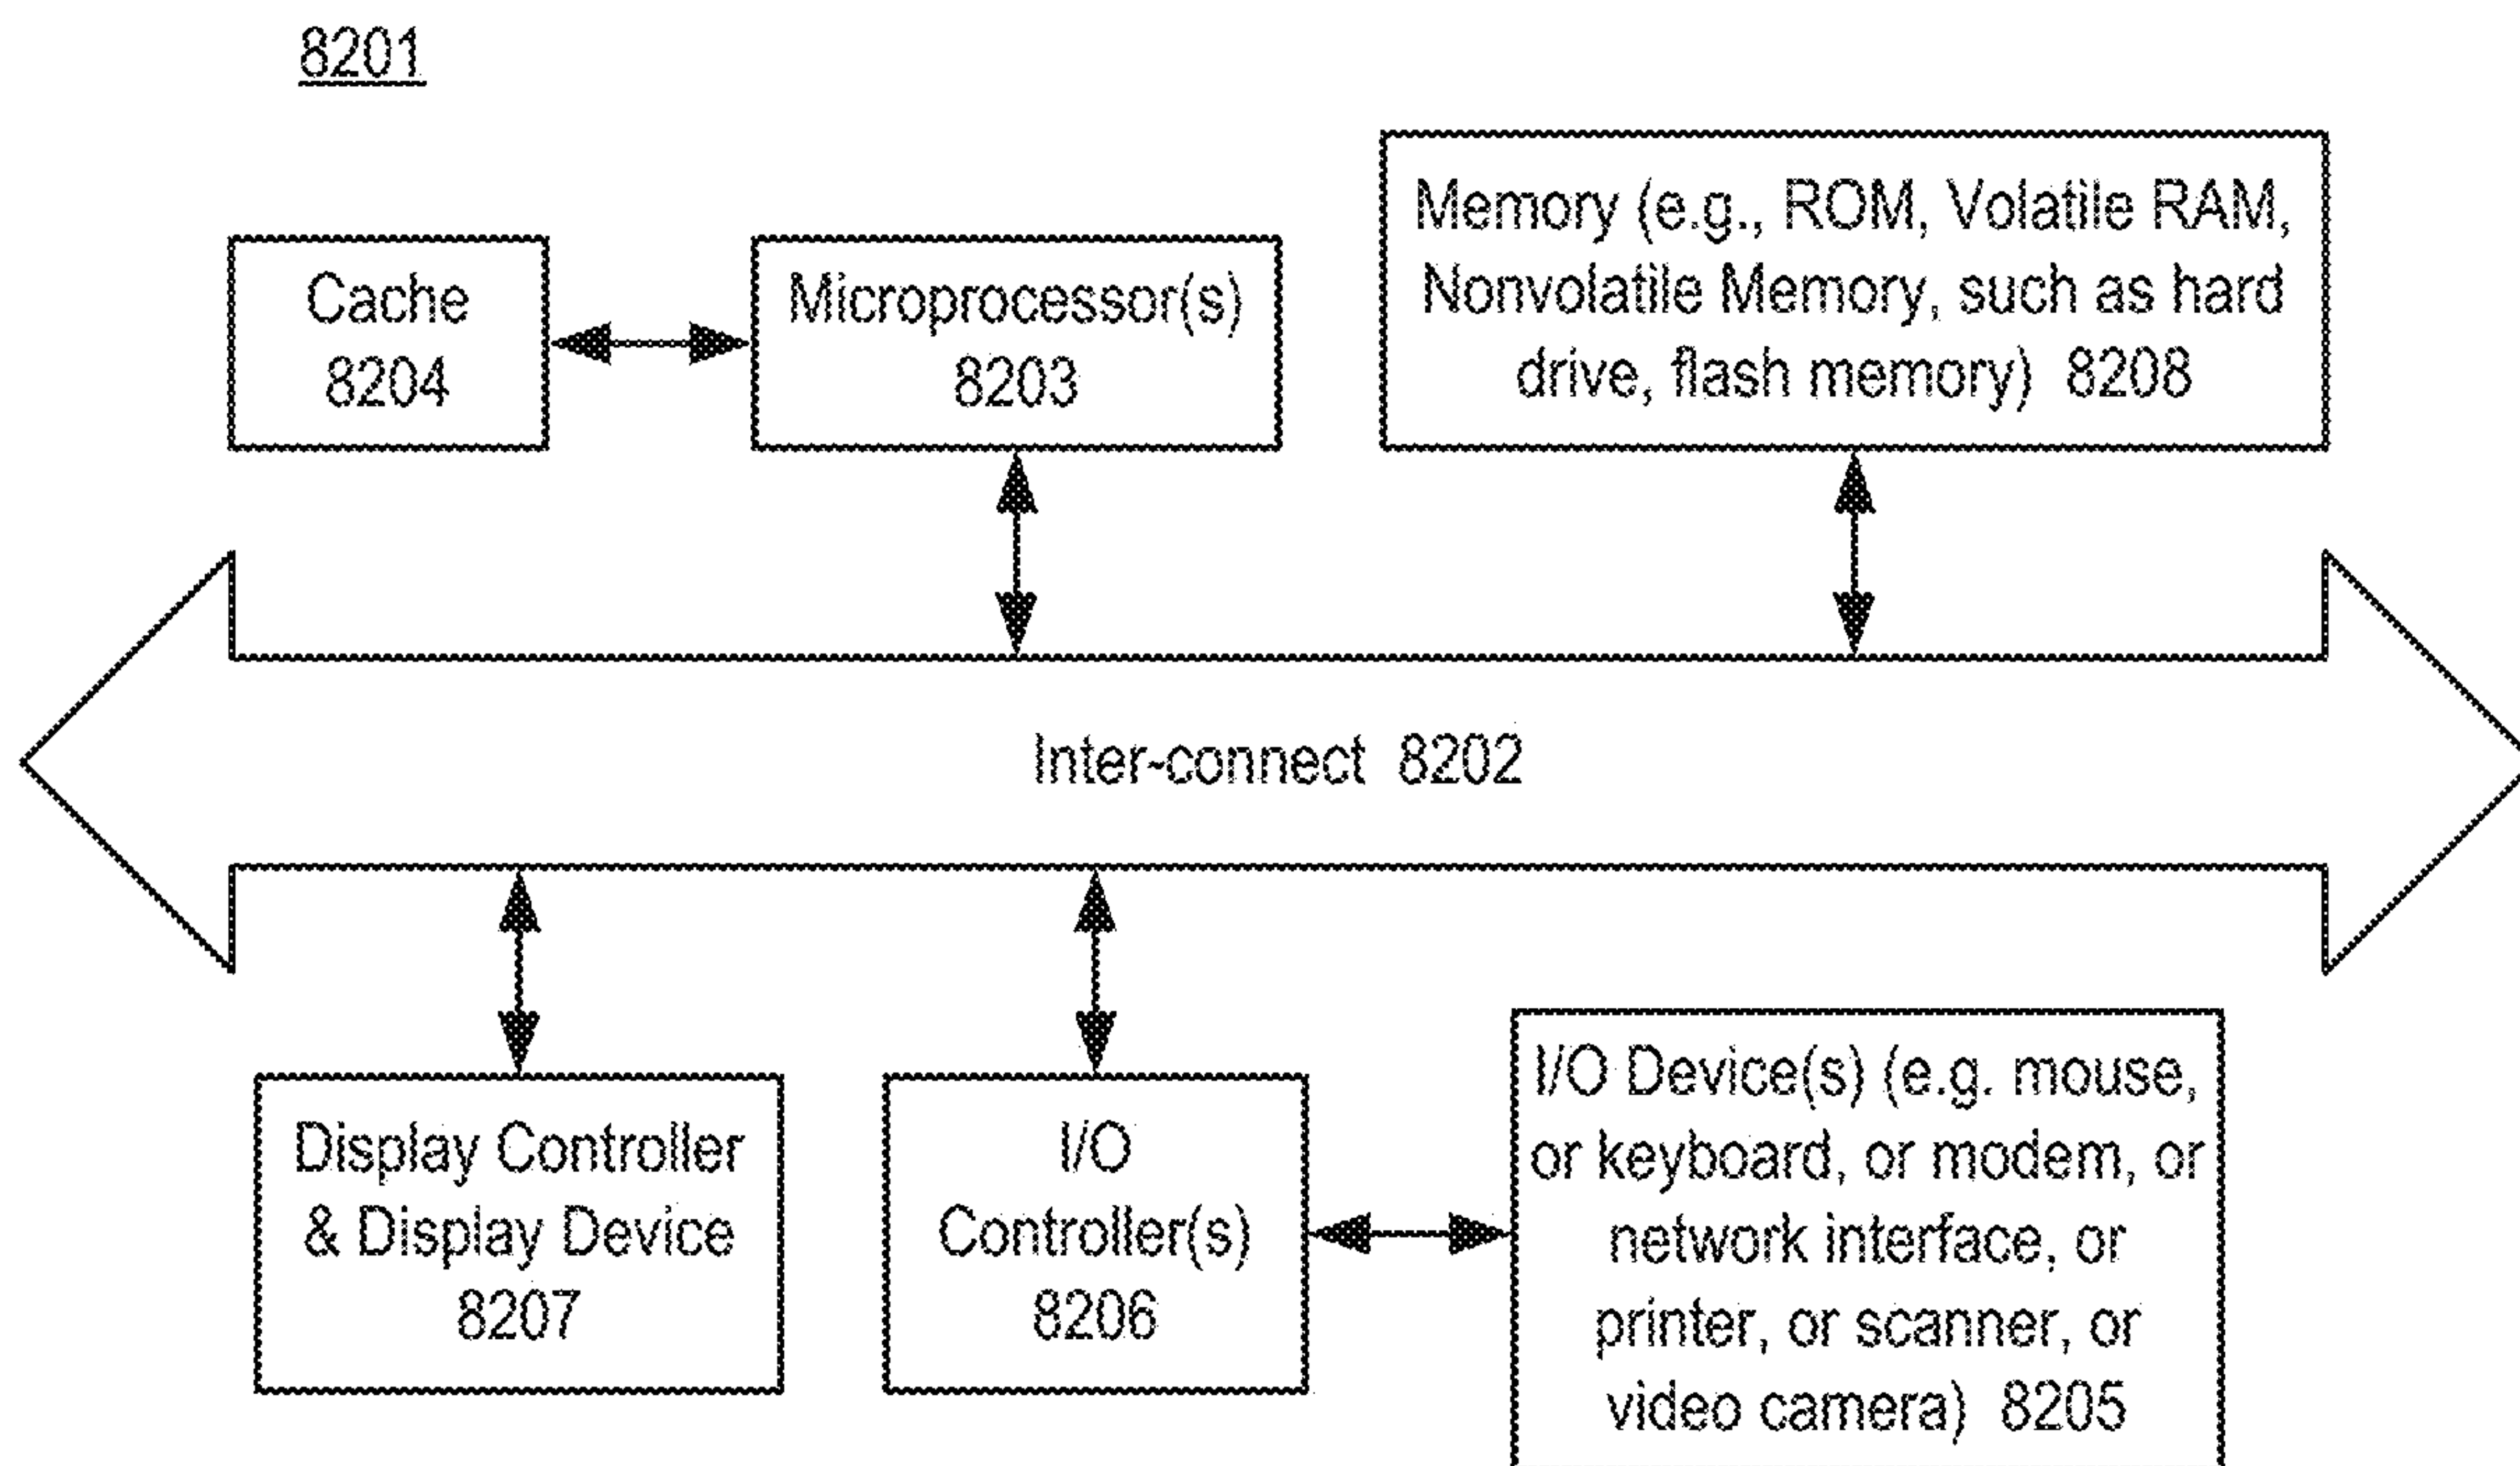 8201
Cache
8204
Microprocessor(s)
8203
Memory (e.g., ROM, Volatile RAM,
Nonvolatile Memory, such as hard
drive, flash memory) 8208
Inter-connect 8202
Display Controller
& Display Device
8207
I/O
Controller(s)
8206
I/O Device(s) (e.g. mouse,
or keyboard, or modem, or
network interface, or
printer, or scanner, or
video camera) 8205